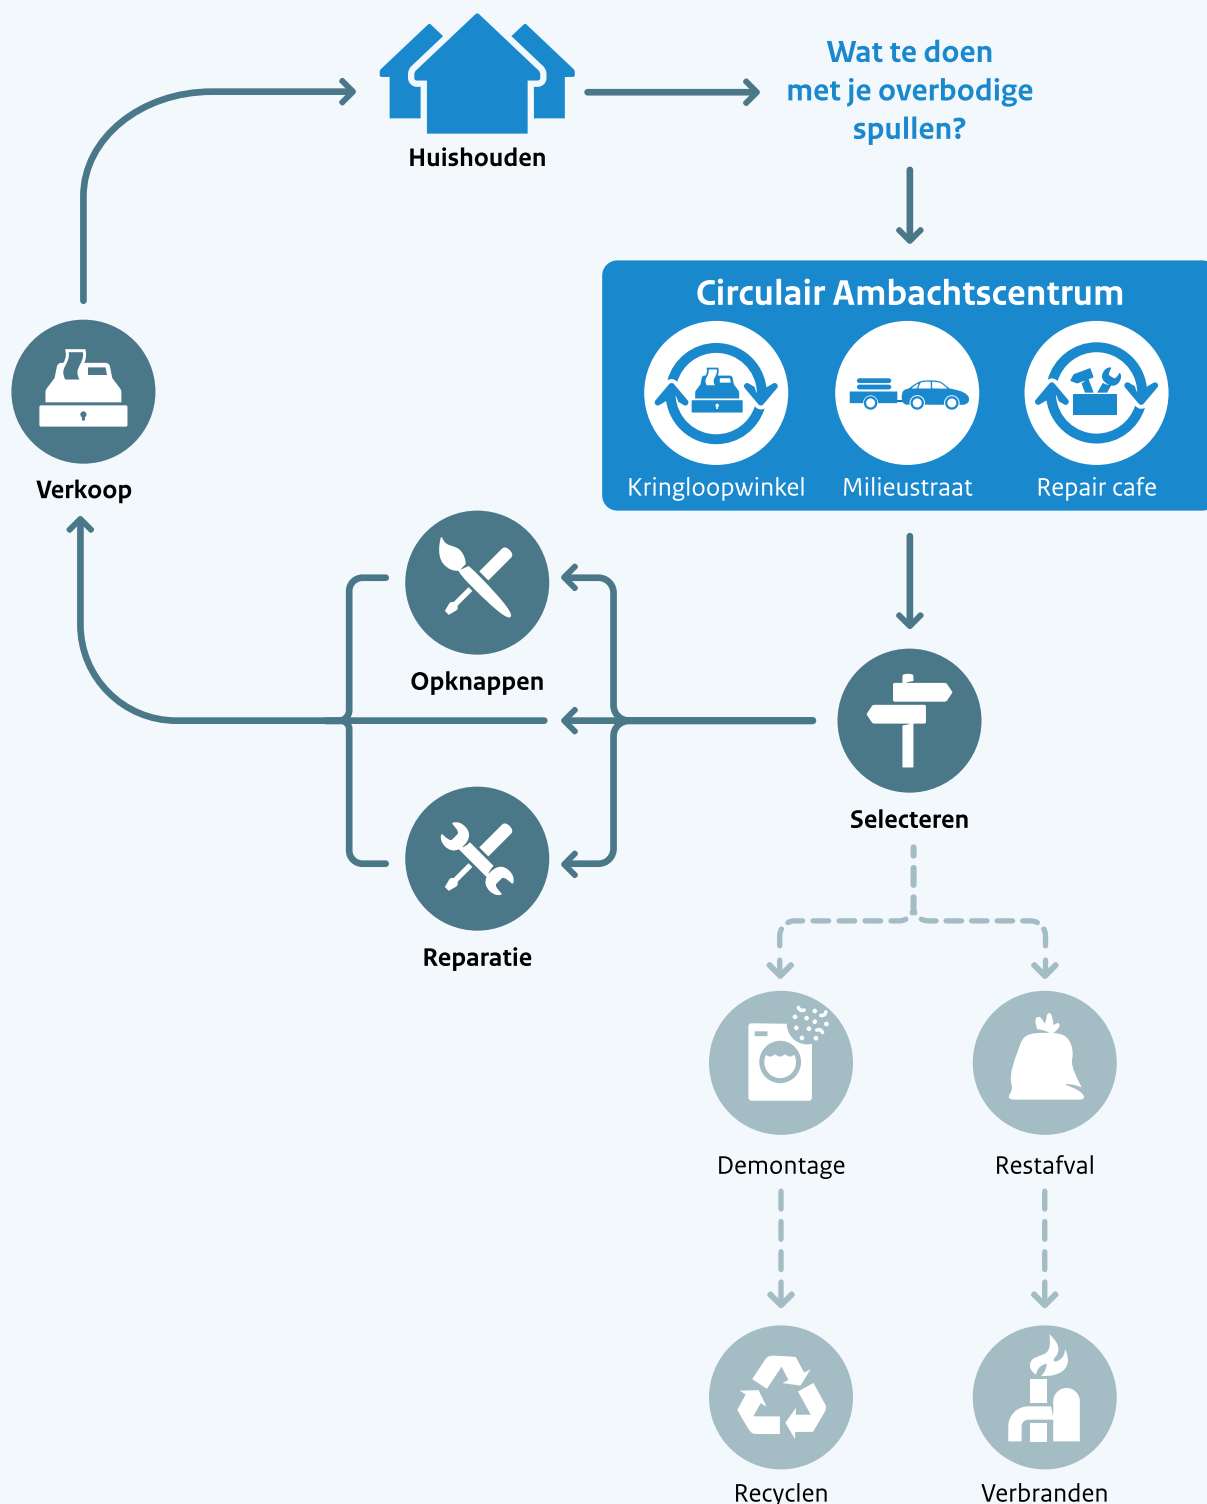 Wat te doen
met je overbodige
spullen?
Huishouden
Circulair Ambachtscentrum
Kringloopwinkel
Milieustraat
Repair cafe
Verkoop
Opknappen
Selecteren
Reparatie
Demontage
Restafval
Recyclen
Verbranden